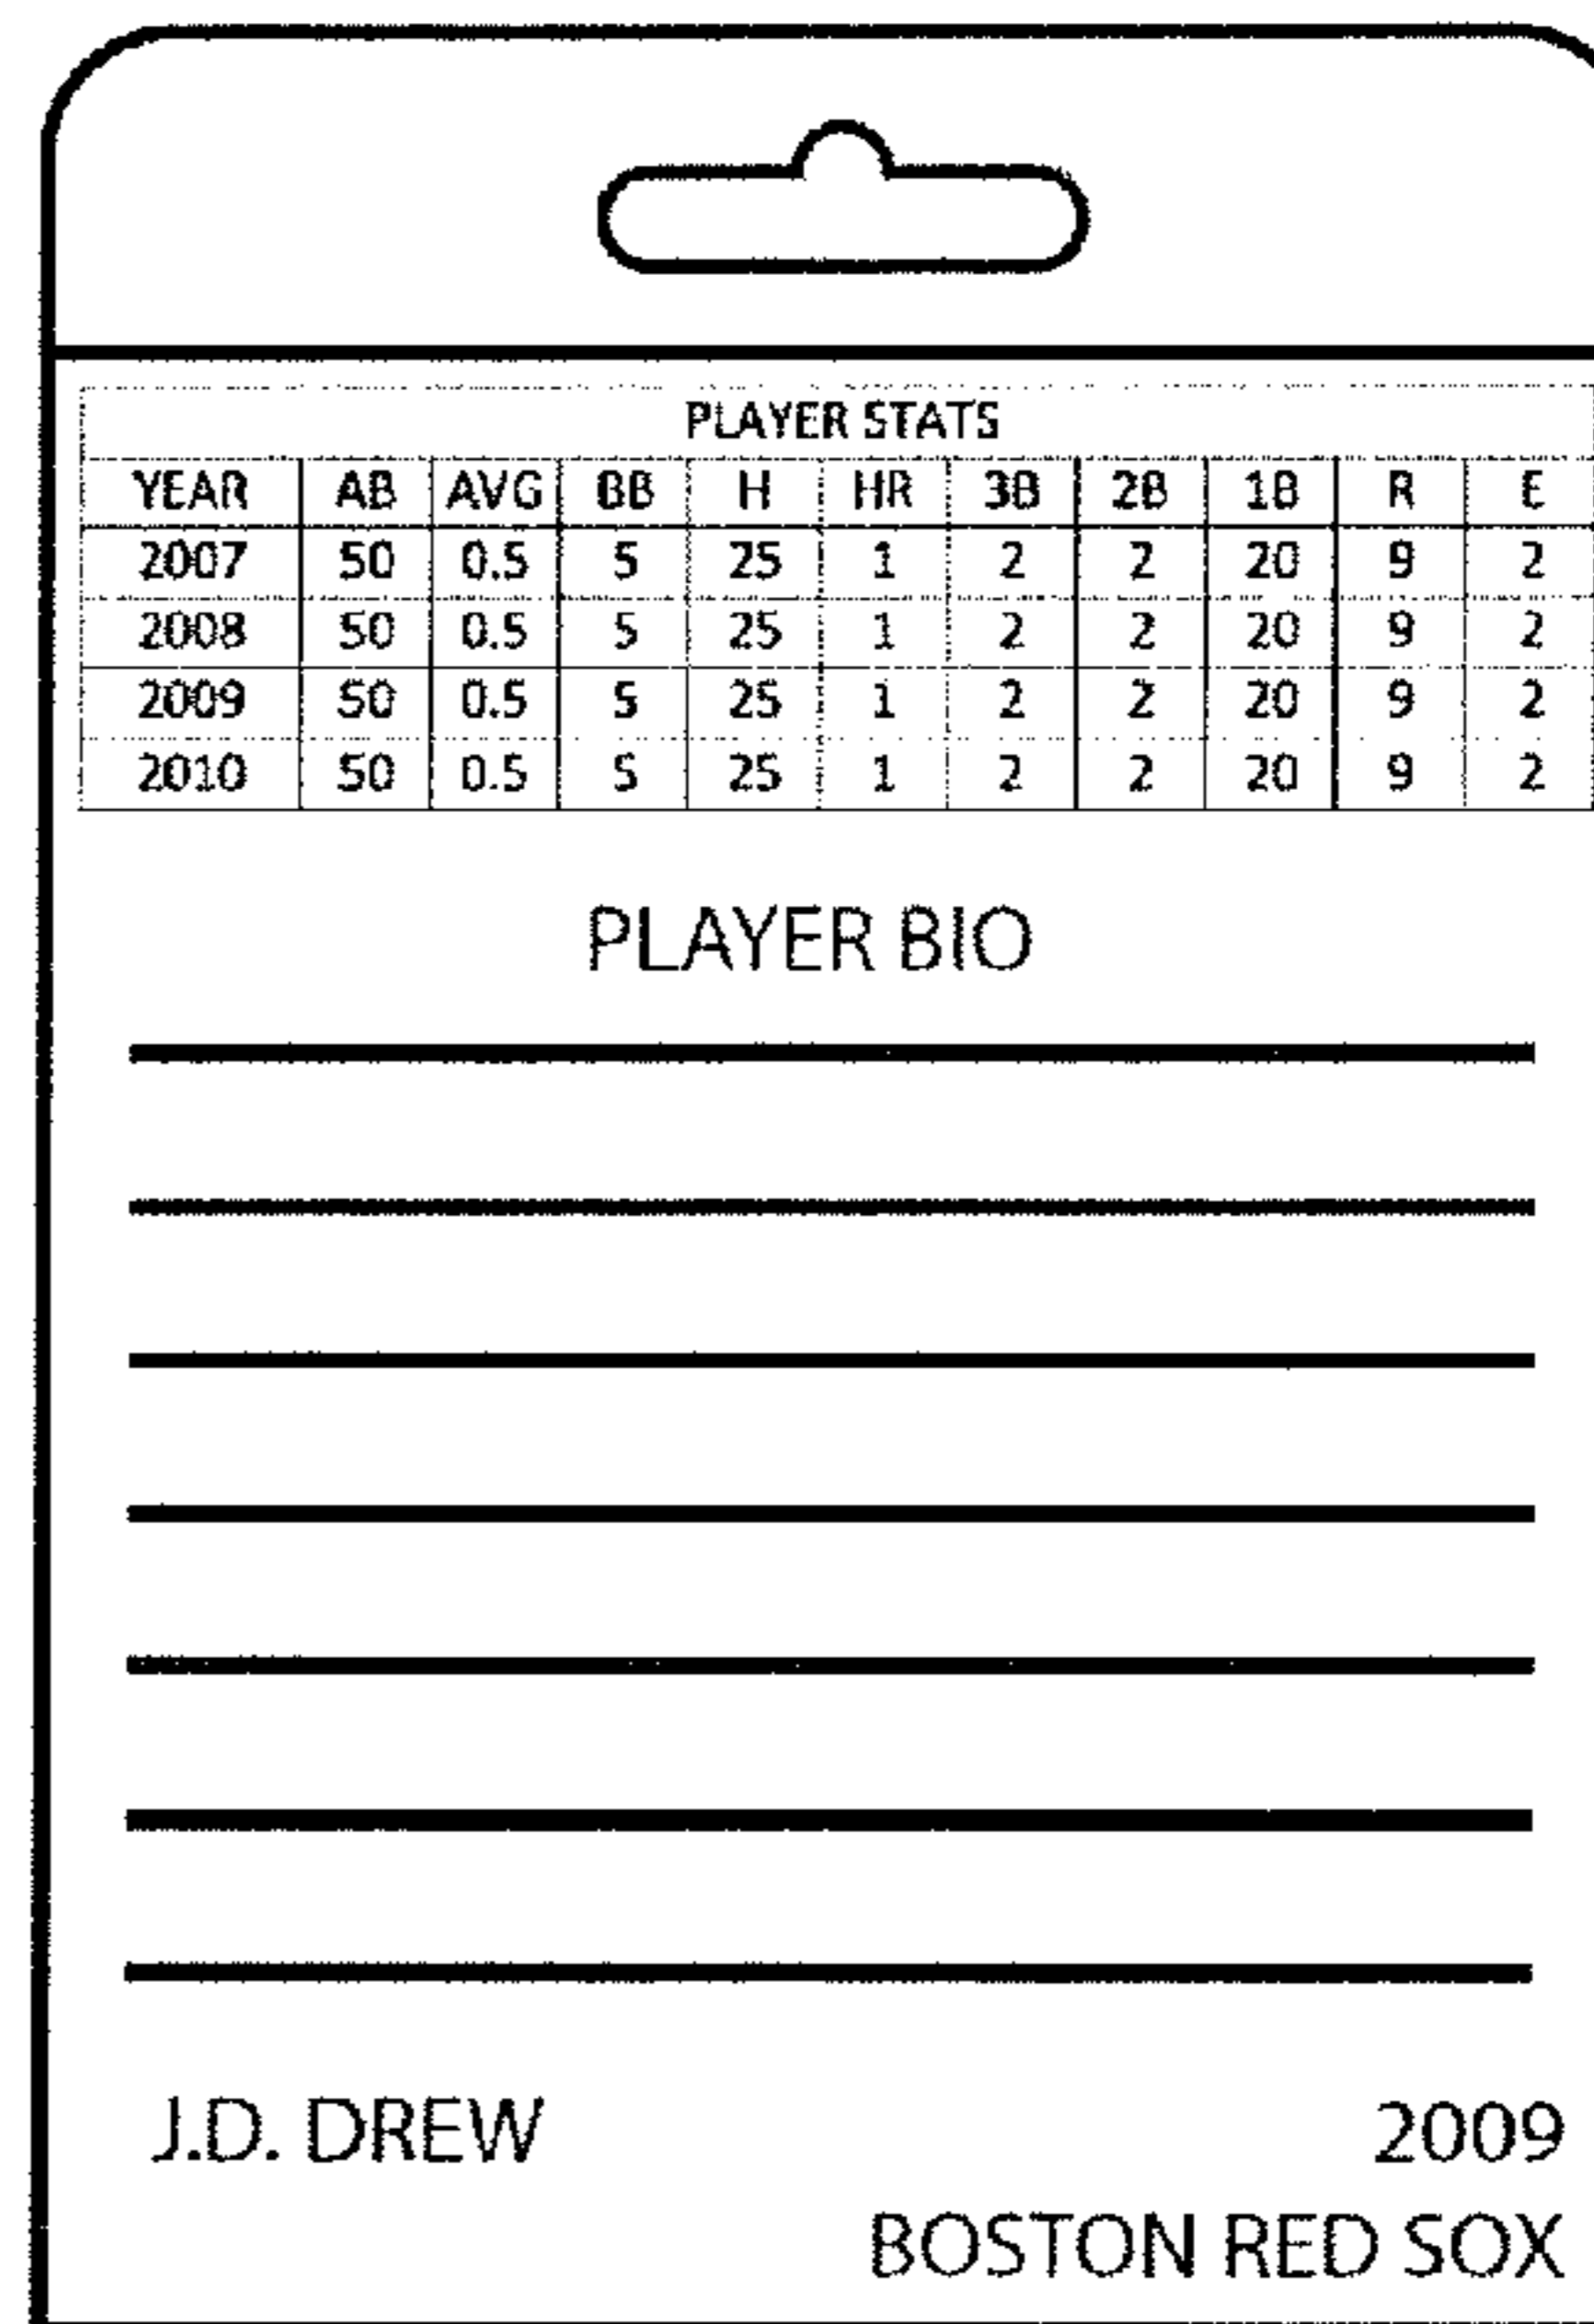 PLAYER STATS
YEAR AB AVG BB H HR 3B 2B 1B R E
2007 50 0.5 5 25 1 2 2 20 9 2
2008 50 0.5 5 25 1 2 2 20 9 2
2009 50 0.5 5 25 1 2 2 20 9 2
2010 50 0.5 5 25 1 2 2 20 9 2
PLAYER BIO
J.D. DREW 2009
BOSTON RED SOX